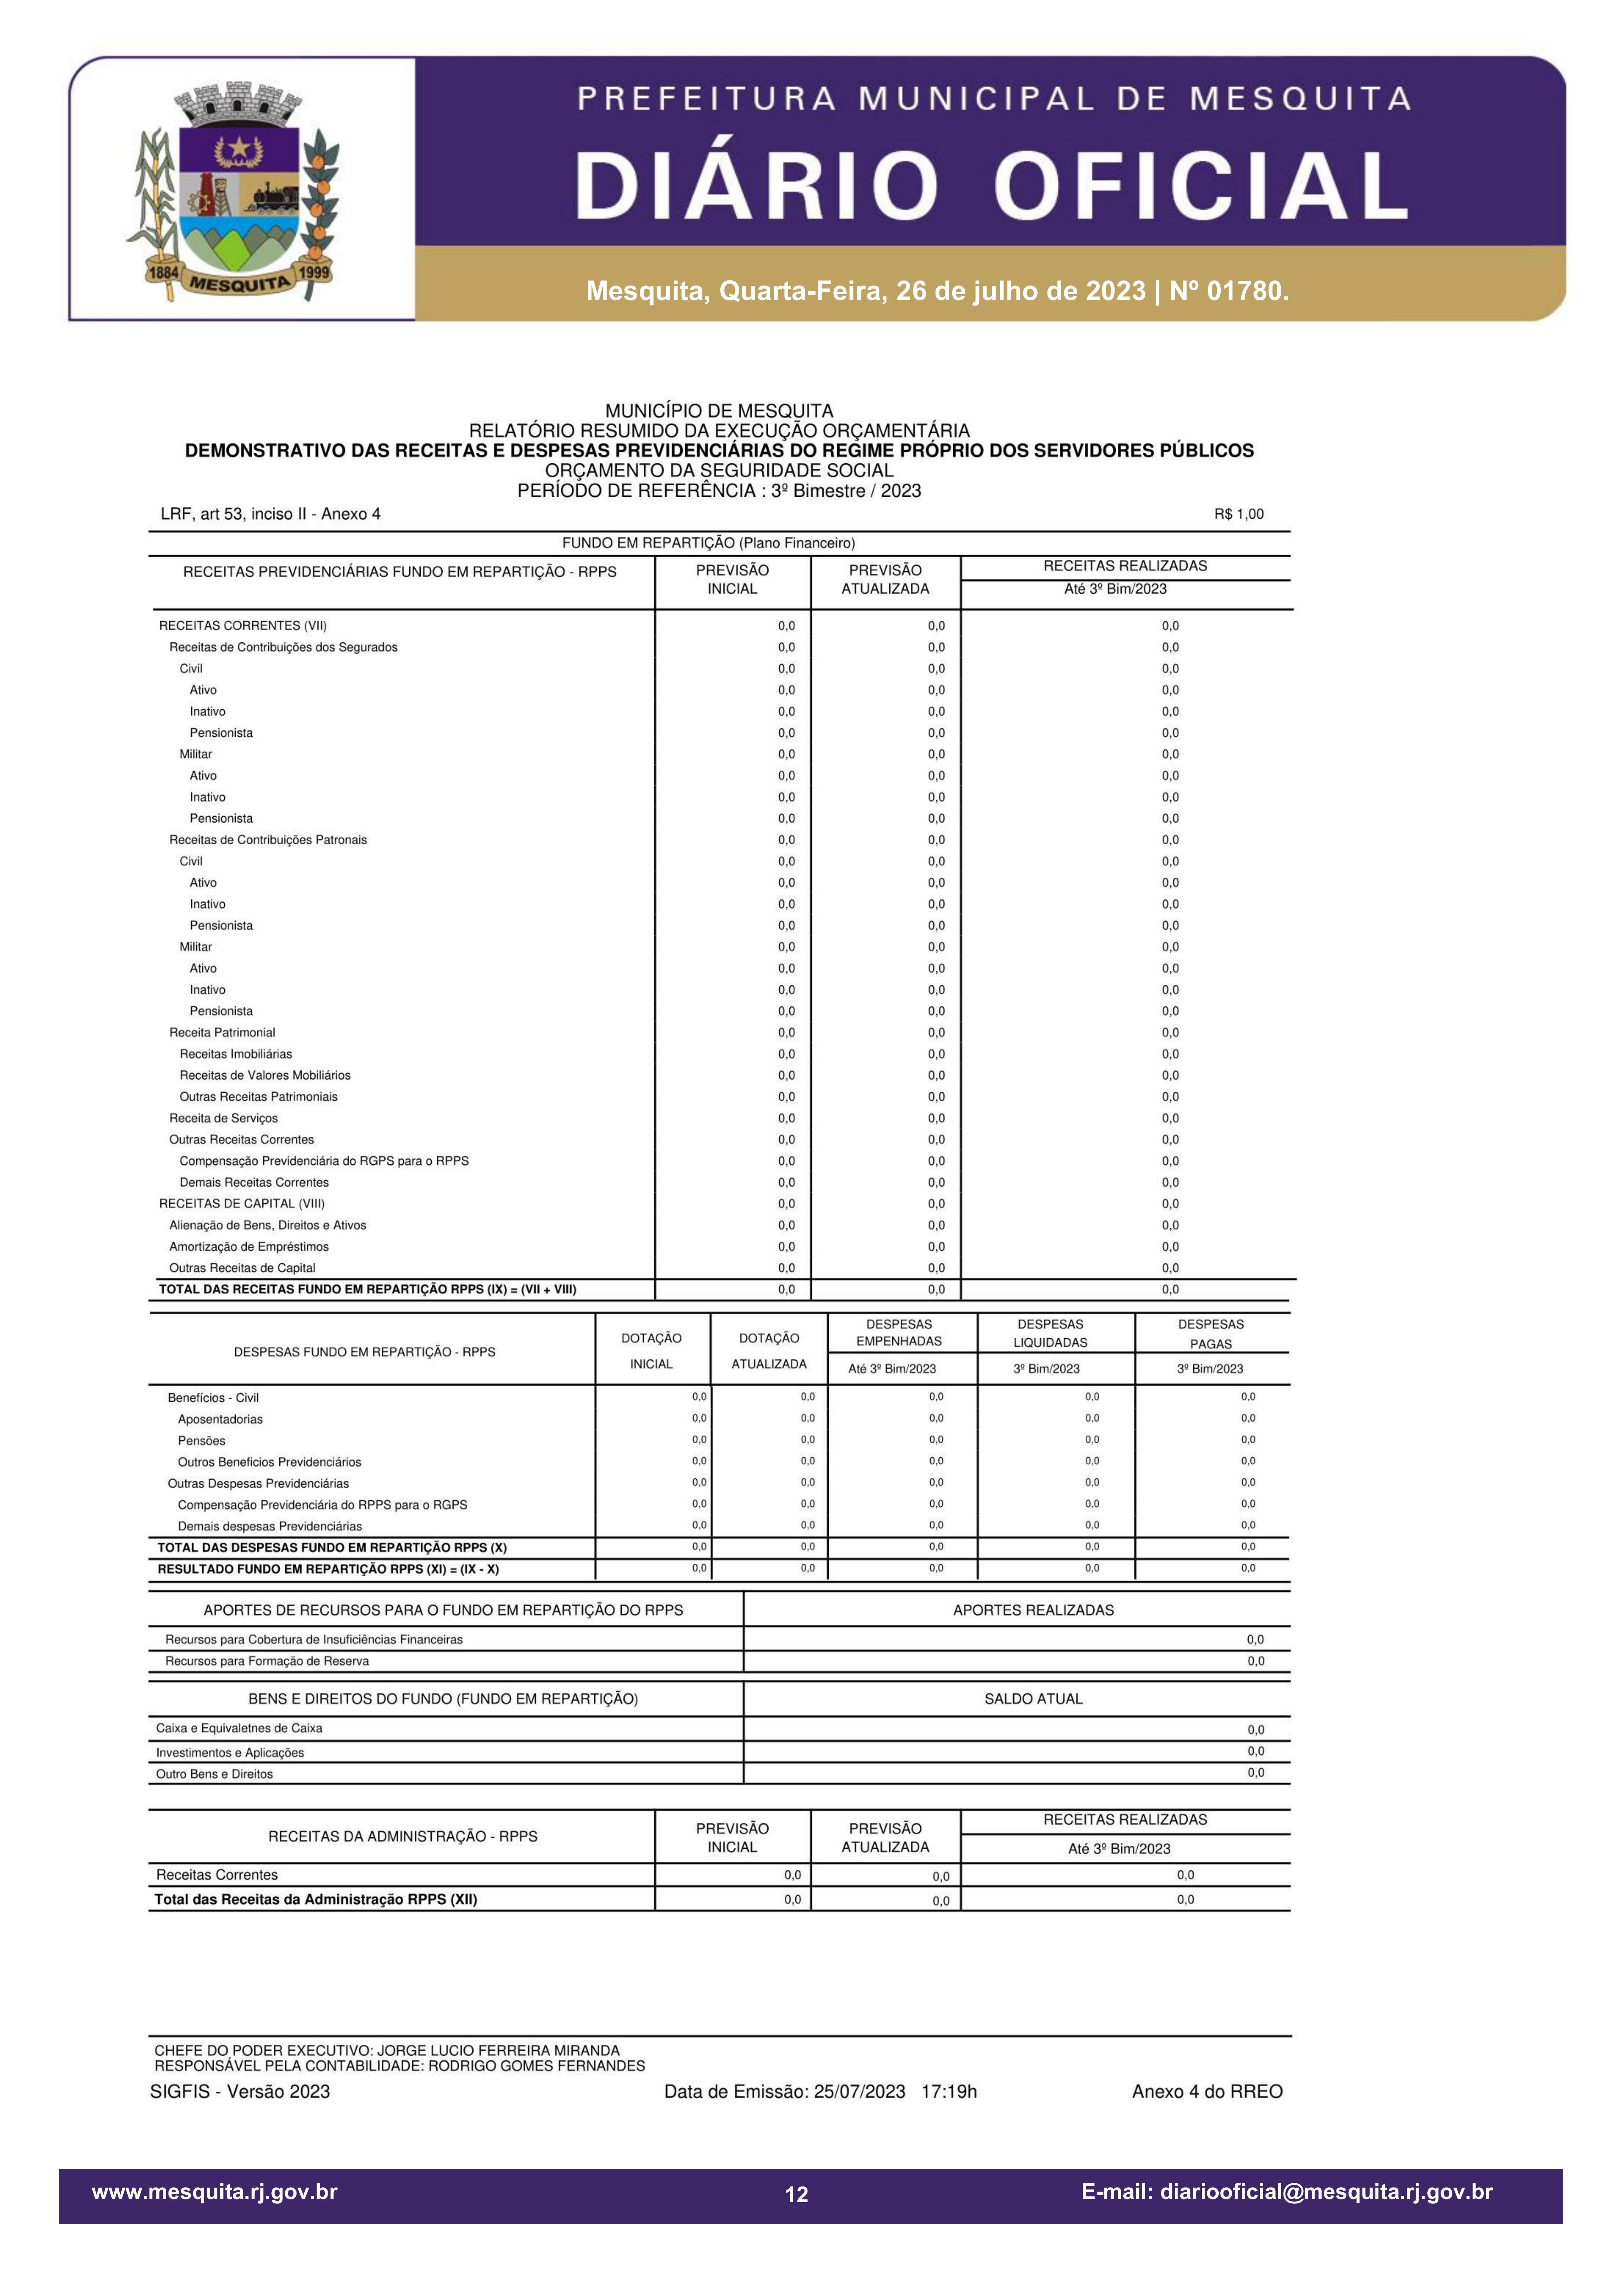 PREFEITURA MUNICIPAL DE MESQUITA
DIÁRIO OFICIAL
1884 MESQUITA 1999
Mesquita, Quarta-Feira, 26 de julho de 2023 | Nº 01780.
MUNICÍPIO DE MESQUITA
RELATÓRIO RESUMIDO DA EXECUÇÃO ORÇAMENTÁRIA
DEMONSTRATIVO DAS RECEITAS E DESPESAS PREVIDENCIÁRIAS DO REGIME PRÓPRIO DOS SERVIDORES PÚBLICOS
ORÇAMENTO DA SEGURIDADE SOCIAL
PERÍODO DE REFERÊNCIA : 3º Bimestre / 2023
LRF, art 53, inciso II - Anexo 4 R$ 1,00
FUNDO EM REPARTIÇÃO (Plano Financeiro)
RECEITAS PREVIDENCIÁRIAS FUNDO EM REPARTIÇÃO - RPPS PREVISÃO INICIAL PREVISÃO ATUALIZADA RECEITAS REALIZADAS
Até 3º Bim/2023
RECEITAS CORRENTES (VII) 0,0 0,0 0,0
Receitas de Contribuições dos Segurados 0,0 0,0 0,0
Civil 0,0 0,0 0,0
Ativo 0,0 0,0 0,0
Inativo 0,0 0,0 0,0
Pensionista 0,0 0,0 0,0
Militar 0,0 0,0 0,0
Ativo 0,0 0,0 0,0
Inativo 0,0 0,0 0,0
Pensionista 0,0 0,0 0,0
Receitas de Contribuições Patronais 0,0 0,0 0,0
Civil 0,0 0,0 0,0
Ativo 0,0 0,0 0,0
Inativo 0,0 0,0 0,0
Pensionista 0,0 0,0 0,0
Militar 0,0 0,0 0,0
Ativo 0,0 0,0 0,0
Inativo 0,0 0,0 0,0
Pensionista 0,0 0,0 0,0
Receita Patrimonial 0,0 0,0 0,0
Receitas Imobiliárias 0,0 0,0 0,0
Receitas de Valores Mobiliários 0,0 0,0 0,0
Outras Receitas Patrimoniais 0,0 0,0 0,0
Receita de Serviços 0,0 0,0 0,0
Outras Receitas Correntes 0,0 0,0 0,0
Compensação Previdenciária do RGPS para o RPPS 0,0 0,0 0,0
Demais Receitas Correntes 0,0 0,0 0,0
RECEITAS DE CAPITAL (VIII) 0,0 0,0 0,0
Alienação de Bens, Direitos e Ativos 0,0 0,0 0,0
Amortização de Empréstimos 0,0 0,0 0,0
Outras Receitas de Capital 0,0 0,0 0,0
TOTAL DAS RECEITAS FUNDO EM REPARTIÇÃO RPPS (IX) = (VII + VIII) 0,0 0,0 0,0
DESPESAS FUNDO EM REPARTIÇÃO - RPPS DOTAÇÃO INICIAL DOTAÇÃO ATUALIZADA DESPESAS EMPENHADAS DESPESAS LIQUIDADAS DESPESAS PAGAS
Até 3º Bim/2023 3º Bim/2023 3º Bim/2023
Benefícios - Civil 0,0 0,0 0,0 0,0 0,0
Aposentadorias 0,0 0,0 0,0 0,0 0,0
Pensões 0,0 0,0 0,0 0,0 0,0
Outros Beneficios Previdenciários 0,0 0,0 0,0 0,0 0,0
Outras Despesas Previdenciárias 0,0 0,0 0,0 0,0 0,0
Compensação Previdenciária do RPPS para o RGPS 0,0 0,0 0,0 0,0 0,0
Demais despesas Previdenciárias 0,0 0,0 0,0 0,0 0,0
TOTAL DAS DESPESAS FUNDO EM REPARTIÇÃO RPPS (X) 0,0 0,0 0,0 0,0 0,0
RESULTADO FUNDO EM REPARTIÇÃO RPPS (XI) = (IX - X) 0,0 0,0 0,0 0,0 0,0
APORTES DE RECURSOS PARA O FUNDO EM REPARTIÇÃO DO RPPS APORTES REALIZADAS
Recursos para Cobertura de Insuficiências Financeiras 0,0
Recursos para Formação de Reserva 0,0
BENS E DIREITOS DO FUNDO (FUNDO EM REPARTIÇÃO) SALDO ATUAL
Caixa e Equivaletnes de Caixa 0,0
Investimentos e Aplicações 0,0
Outro Bens e Direitos 0,0
RECEITAS DA ADMINISTRAÇÃO - RPPS PREVISÃO INICIAL PREVISÃO ATUALIZADA RECEITAS REALIZADAS
Até 3º Bim/2023
Receitas Correntes 0,0 0,0 0,0
Total das Receitas da Administração RPPS (XII) 0,0 0,0 0,0
CHEFE DO PODER EXECUTIVO: JORGE LUCIO FERREIRA MIRANDA
RESPONSÁVEL PELA CONTABILIDADE: RODRIGO GOMES FERNANDES
SIGFIS - Versão 2023 Data de Emissão: 25/07/2023 17:19h Anexo 4 do RREO
www.mesquita.rj.gov.br 12 E-mail: diariooficial@mesquita.rj.gov.br